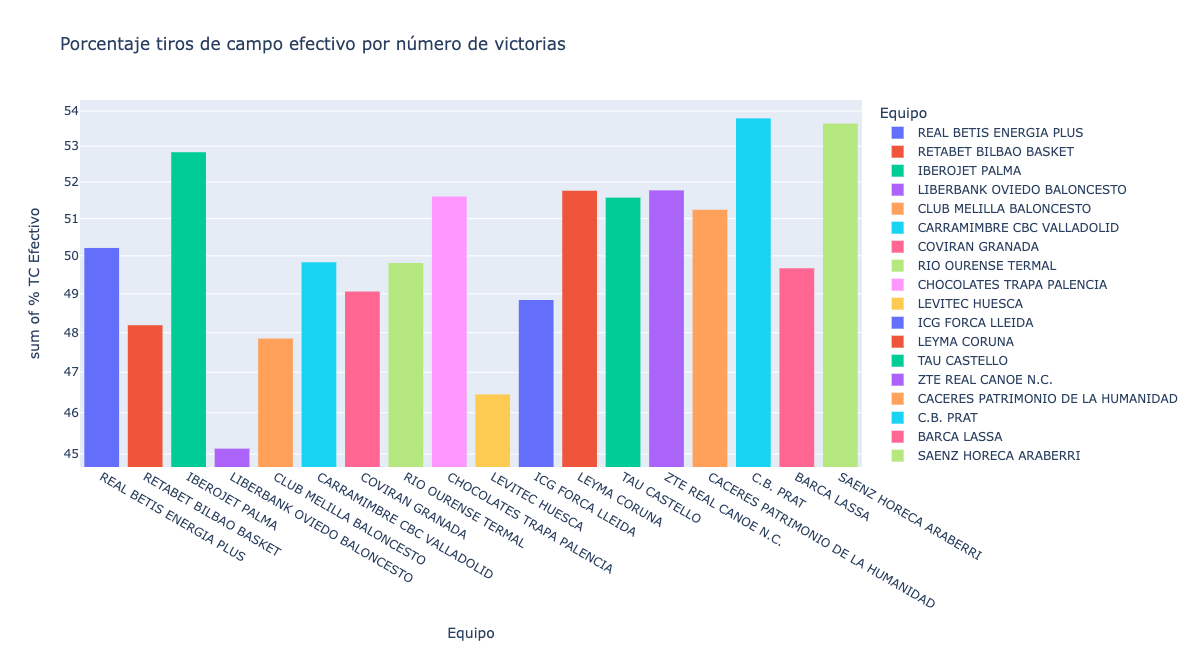 Porcentaje tiros de campo efectivo por número de victorias
sum of % TC Efectivo
54
53
52
51
50
49
48
47
46
45
REAL BETIS ENERGIA PLUS
RETABET BILBAO BASKET
IBEROJET PALMA
LIBERBANK OVIEDO BALONCESTO
CLUB MELILLA BALONCESTO
CARRAMIMBRE CBC VALLADOLID
COVIRAN GRANADA
RIO OURENSE TERMAL
CHOCOLATES TRAPA PALENCIA
LEVITEC HUESCA
ICG FORCA LLEIDA
LEYMA CORUNA
TAU CASTELLO
ZTE REAL CANOE N.C.
CACERES PATRIMONIO DE LA HUMANIDAD
C.B. PRAT
BARCA LASSA
SAENZ HORECA ARABERRI
Equipo
Equipo
REAL BETIS ENERGIA PLUS
RETABET BILBAO BASKET
IBEROJET PALMA
LIBERBANK OVIEDO BALONCESTO
CLUB MELILLA BALONCESTO
CARRAMIMBRE CBC VALLADOLID
COVIRAN GRANADA
RIO OURENSE TERMAL
CHOCOLATES TRAPA PALENCIA
LEVITEC HUESCA
ICG FORCA LLEIDA
LEYMA CORUNA
TAU CASTELLO
ZTE REAL CANOE N.C.
CACERES PATRIMONIO DE LA HUMANIDAD
C.B. PRAT
BARCA LASSA
SAENZ HORECA ARABERRI